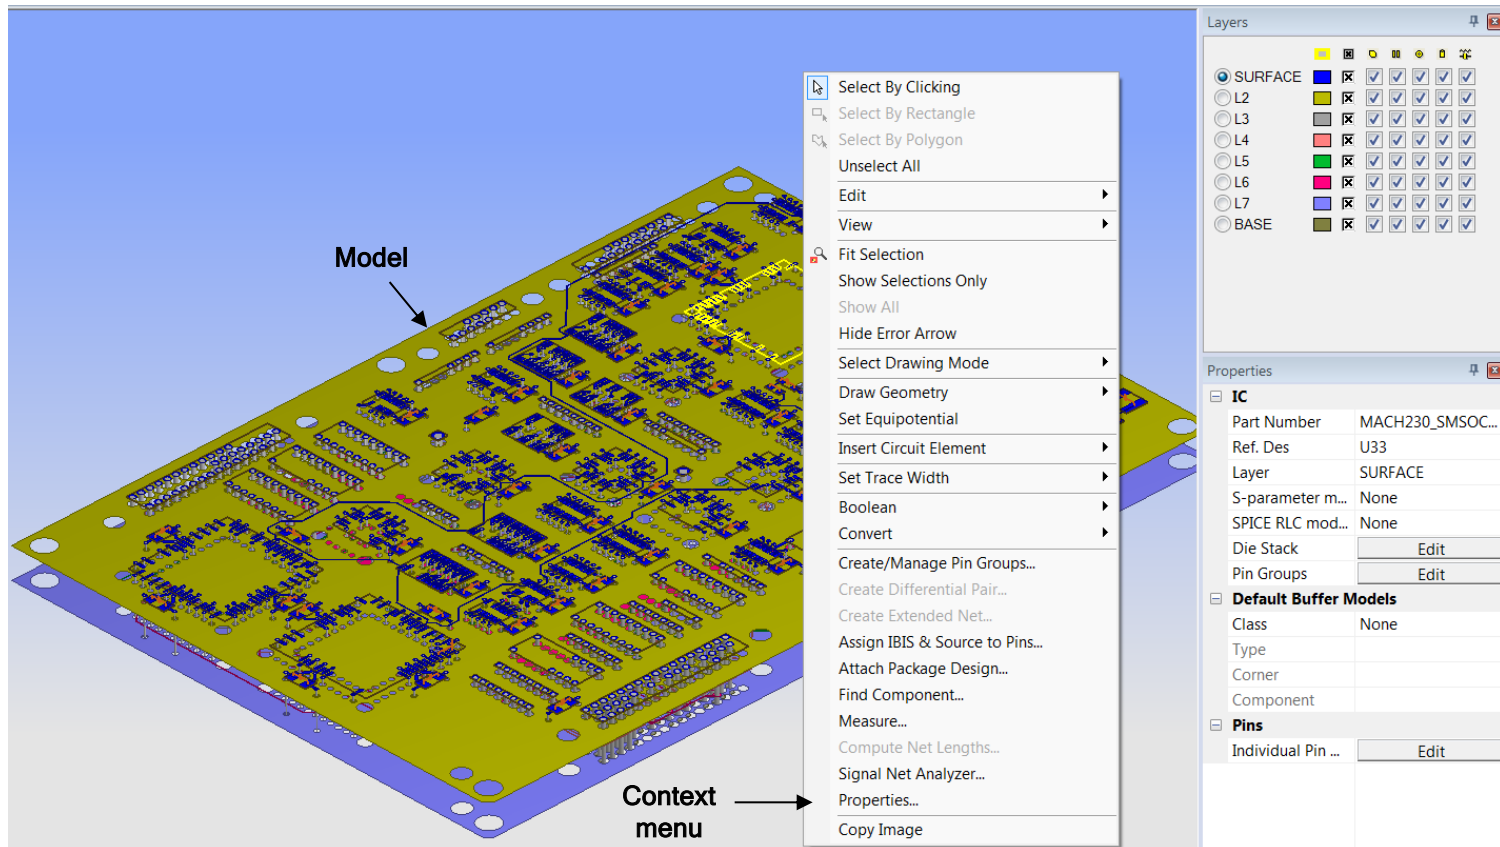 Model
Context
menu
Select By Clicking
Select By Rectangle
Select By Polygon
Unselect All
Edit
View
Fit Selection
Show Selections Only
Show All
Hide Error Arrow
Select Drawing Mode
Draw Geometry
Set Equipotential
Insert Circuit Element
Set Trace Width
Boolean
Convert
Create/Manage Pin Groups...
Create Differential Pair...
Create Extended Net...
Assign IBIS & Source to Pins...
Attach Package Design...
Find Component...
Measure...
Compute Net Lengths...
Signal Net Analyzer...
Properties...
Copy Image
Layers
SURFACE
L2
L3
L4
L5
L6
L7
BASE
Properties
IC
Part Number MACH230_SMSOC...
Ref. Des U33
Layer SURFACE
S-parameter m... None
SPICE RLC mod... None
Die Stack Edit
Pin Groups Edit
Default Buffer Models
Class None
Type
Corner
Component
Pins
Individual Pin ... Edit